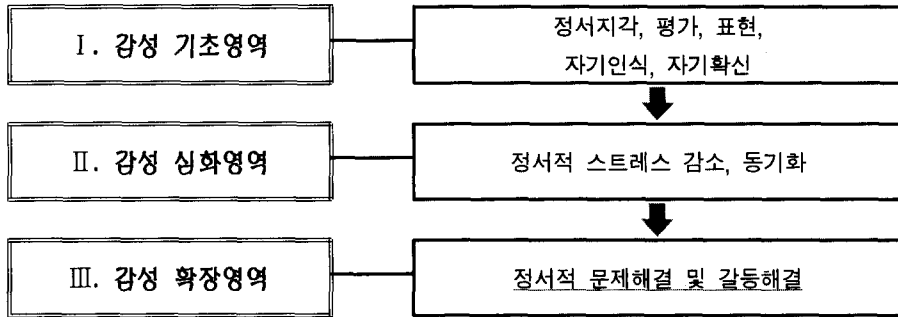 Ⅰ. 감성 기초영역
정서지각, 평가, 표현,
자기인식, 자기확신
Ⅱ. 감성 심화영역
정서적 스트레스 감소, 동기화
Ⅲ. 감성 확장영역
정서적 문제해결 및 갈등해결